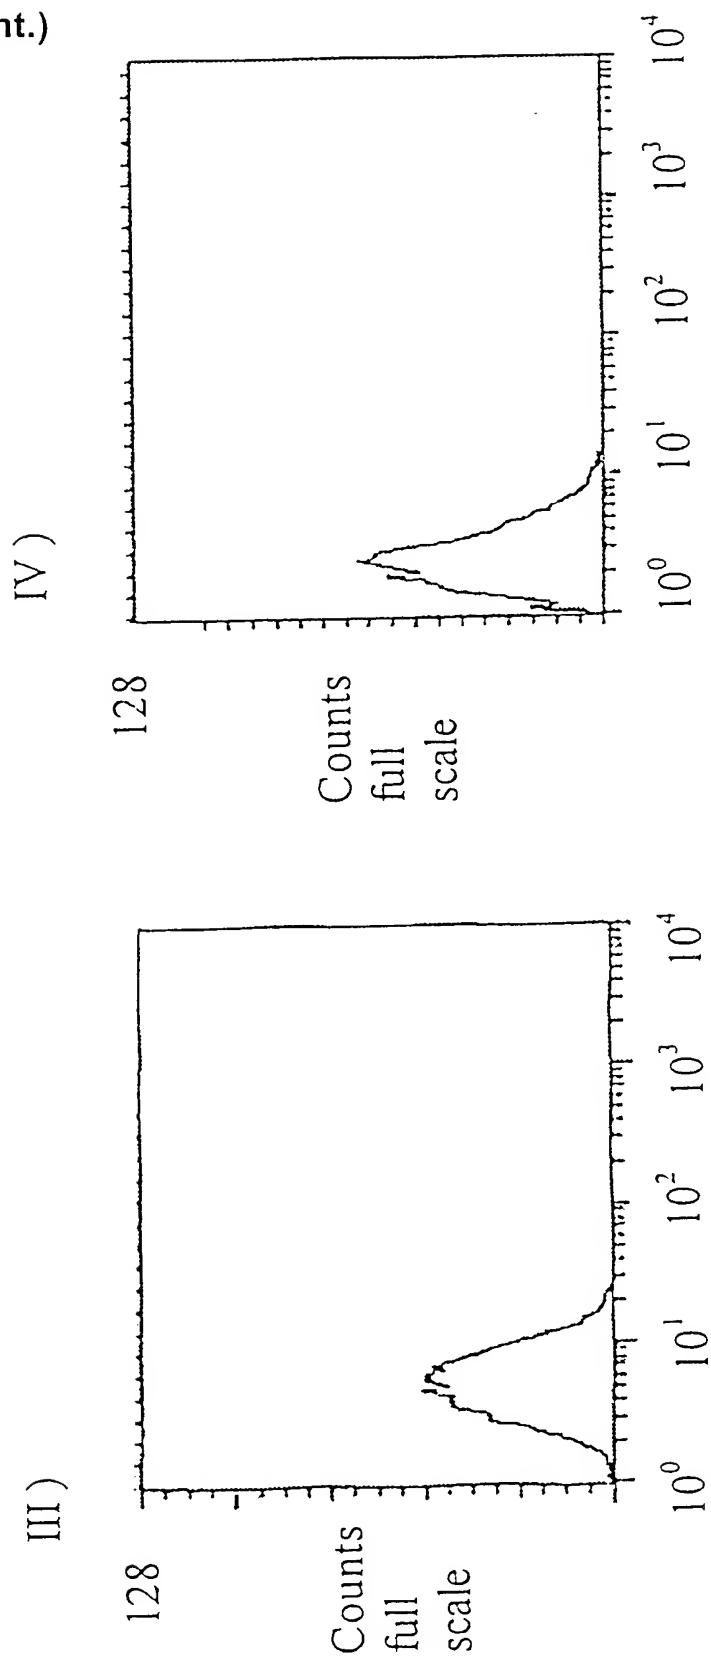 nt.)
III )
128
Counts
full
scale
10⁰ 10¹ 10² 10³ 10⁴
IV )
128
Counts
full
scale
10⁰ 10¹ 10² 10³ 10⁴